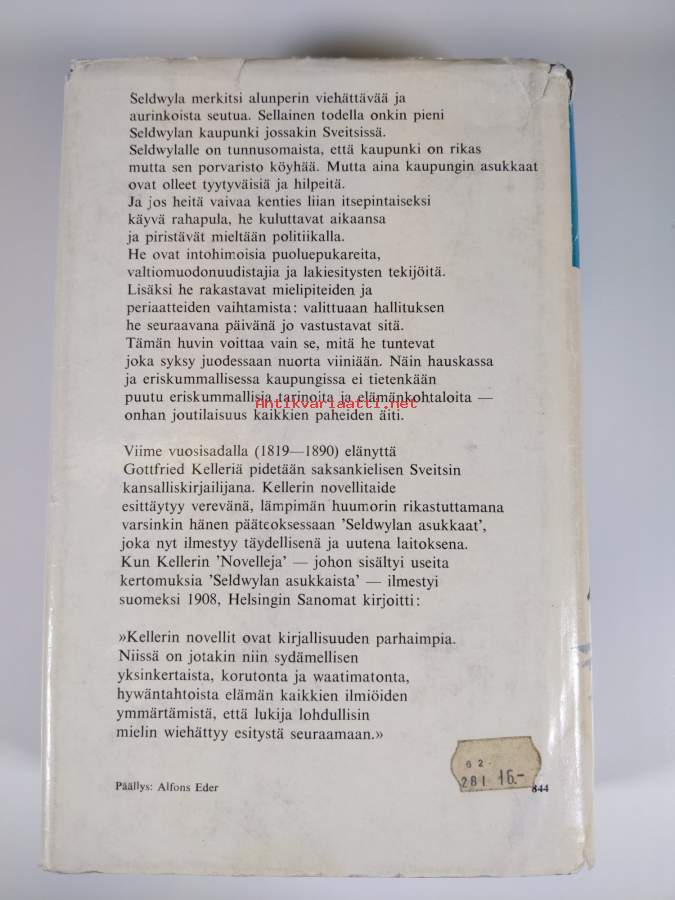 Seldwyla merkitsi alunperin viehättävää ja
aurinkoista seutua. Sellainen todella onkin pieni
Seldwylan kaupunki jossakin Sveitsissä.
Seldwylalle on tunnusomaista, että kaupunki on rikas
mutta sen porvaristo köyhää. Mutta aina kaupungin asukkaat
ovat olleet tyytyväisiä ja hilpeitä.
Ja jos heitä vaivaa kenties liian itsepintaiseksi
käyvä rahapula, he kuluttavat aikaansa
ja piristävät mieltään politiikalla.
He ovat intohimoisia puoluepukareita,
valtiomuodonuudistajia ja lakiesitysten tekijöitä.
Lisäksi he rakastavat mielipiteiden ja
periaatteiden vaihtamista: valittuaan hallituksen
he seuraavana päivänä jo vastustavat sitä.
Tämän huvin voittaa vain se, mitä he tuntevat
joka syksy juodessaan nuorta viiniään. Näin hauskassa
ja eriskummallisessa kaupungissa ei tietenkään
puutu eriskummallisia tarinoita ja elämänkohtaloita —
Antikvariaatti.net
onhan joutilaisuus kaikkien paheiden äiti.
Viime vuosisadalla (1819—1890) elänyttä
Gottfried Kelleriä pidetään saksankielisen Sveitsin
kansalliskirjailijana. Kellerin novellitaide
esittäytyy verevänä, lämpimän huumorin rikastuttamana
varsinkin hänen pääteoksessaan 'Seldwylan asukkaat',
joka nyt ilmestyy täydellisenä ja uutena laitoksena.
Kun Kellerin 'Novelleja' — johon sisältyi useita
kertomuksia 'Seldwylan asukkaista' — ilmestyi
suomeksi 1908, Helsingin Sanomat kirjoitti:
»Kellerin novellit ovat kirjallisuuden parhaimpia.
Niissä on jotakin niin sydämellisen
yksinkertaista, korutonta ja waatimatonta,
hywäntahtoista elämän kaikkien ilmiöiden
ymmärtämistä, että lukija lohdullisin
mielin wiehättyy esitystä seuraamaan.»
62.
281 16.-
Päällys: Alfons Eder
844